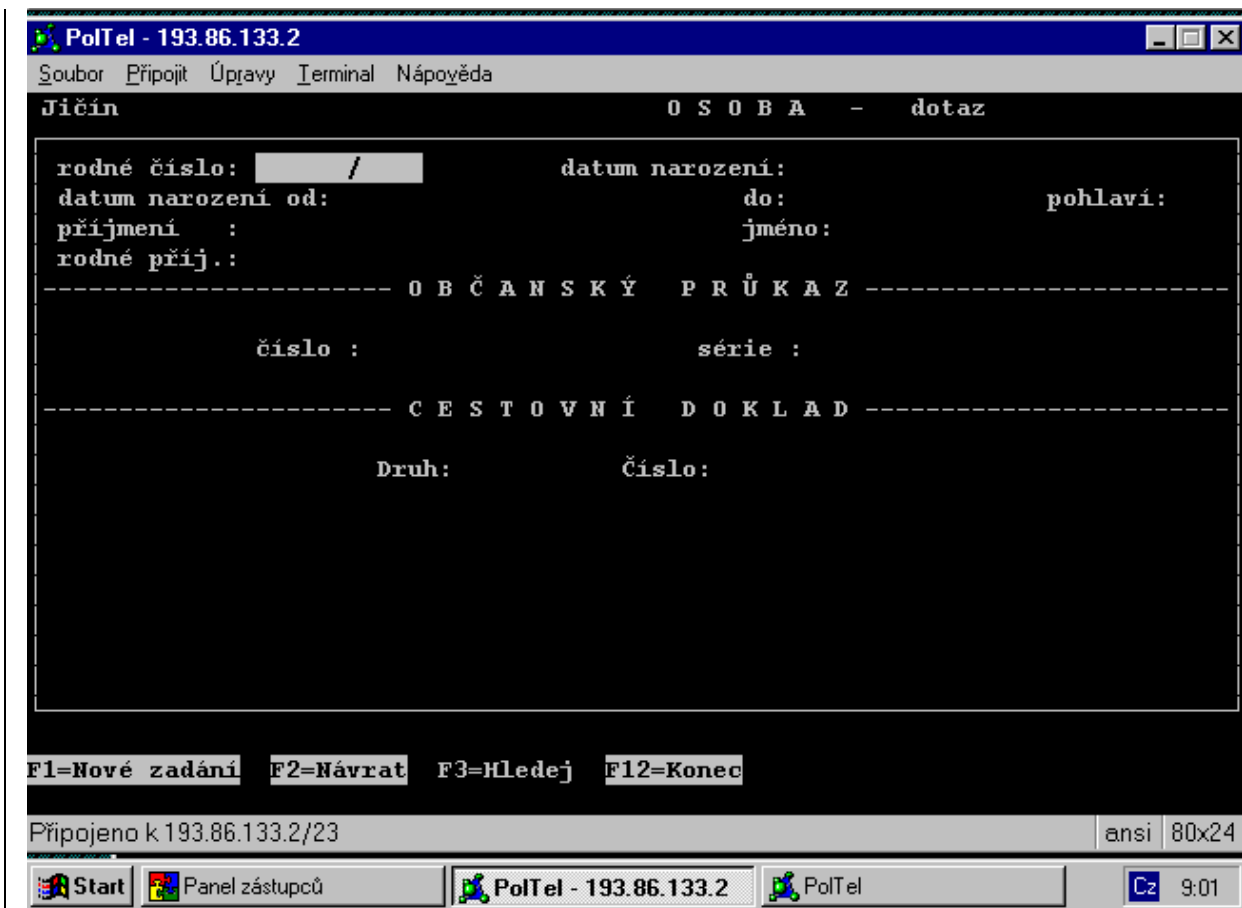 PolTel - 193.86.133.2
Soubor Připojit Úpravy Terminal Nápověda
Jičín O S O B A - dotaz
rodné číslo: / datum narození:
datum narození od: do: pohlaví:
příjmení : jméno:
rodné příj.:
----------------------- O B Č A N S K Ý P R Ů K A Z ------------------------
číslo : série :
----------------------- C E S T O V N Í D O K L A D ------------------------
Druh: Číslo:
F1=Nové zadání F2=Návrat F3=Hledej F12=Konec
Připojeno k 193.86.133.2/23 ansi 80x24
Start Panel zástupců PolTel - 193.86.133.2 PolTel Cz 9:01